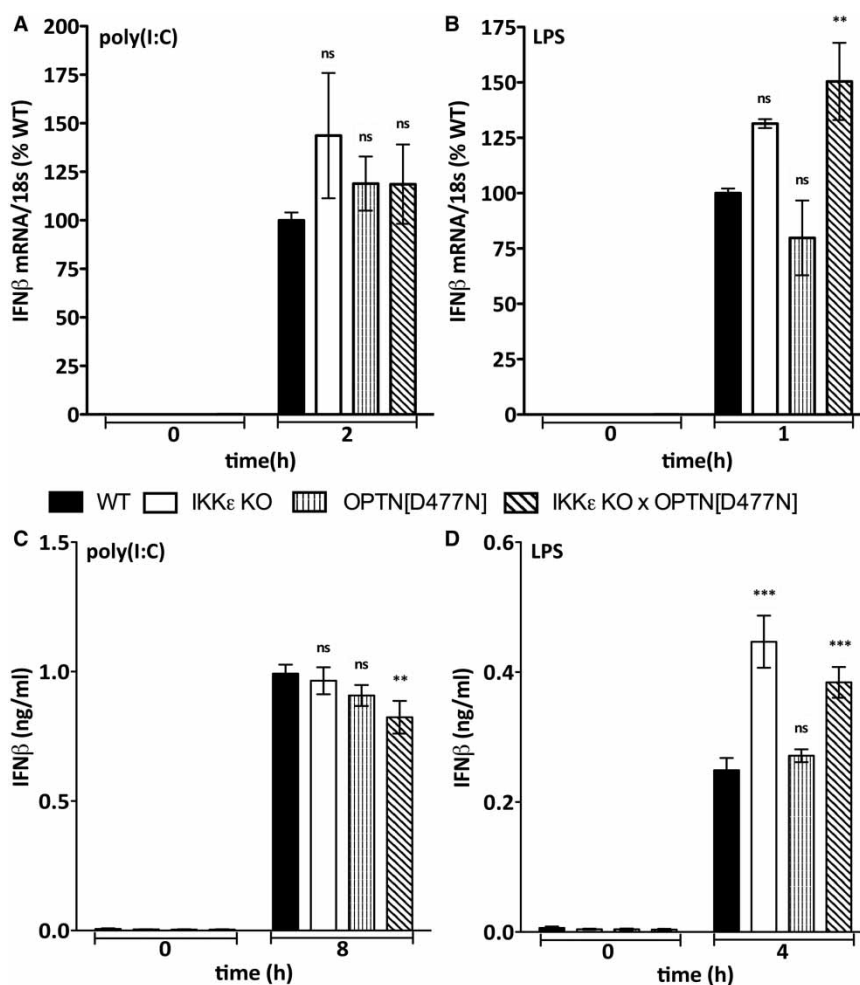 A
poly(I:C)
IFNβ mRNA/18s (% WT)
200
175
150
125
100
75
50
25
0
ns
ns
ns
0
2
time(h)
B
LPS
IFNβ mRNA/18s (% WT)
175
150
125
100
75
50
25
0
ns
ns
**
0
1
time(h)
WT IKKε KO OPTN[D477N] IKKε KO x OPTN[D477N]
C
poly(I:C)
IFNβ (ng/ml)
1.5
1.0
0.5
0.0
ns
ns
**
0
8
time (h)
D
LPS
IFNβ (ng/ml)
0.6
0.4
0.2
0.0
***
ns
***
0
4
time (h)